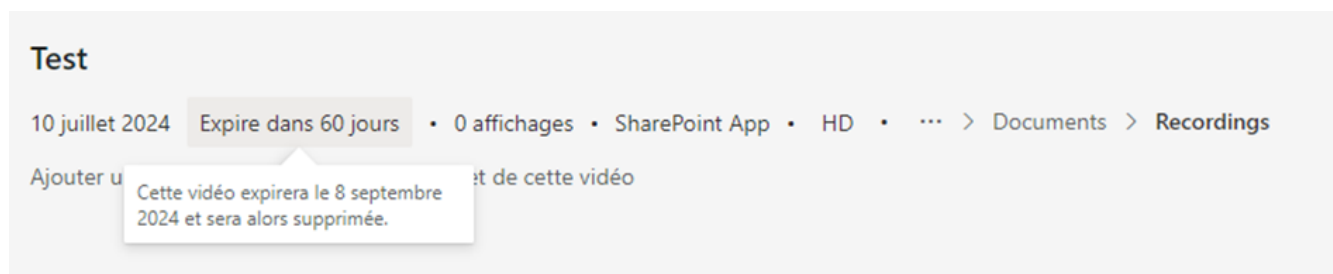 Test
10 juillet 2024 Expire dans 60 jours • 0 affichages • SharePoint App • HD • ··· > Documents > Recordings
Ajouter u et de cette vidéo
Cette vidéo expirera le 8 septembre
2024 et sera alors supprimée.